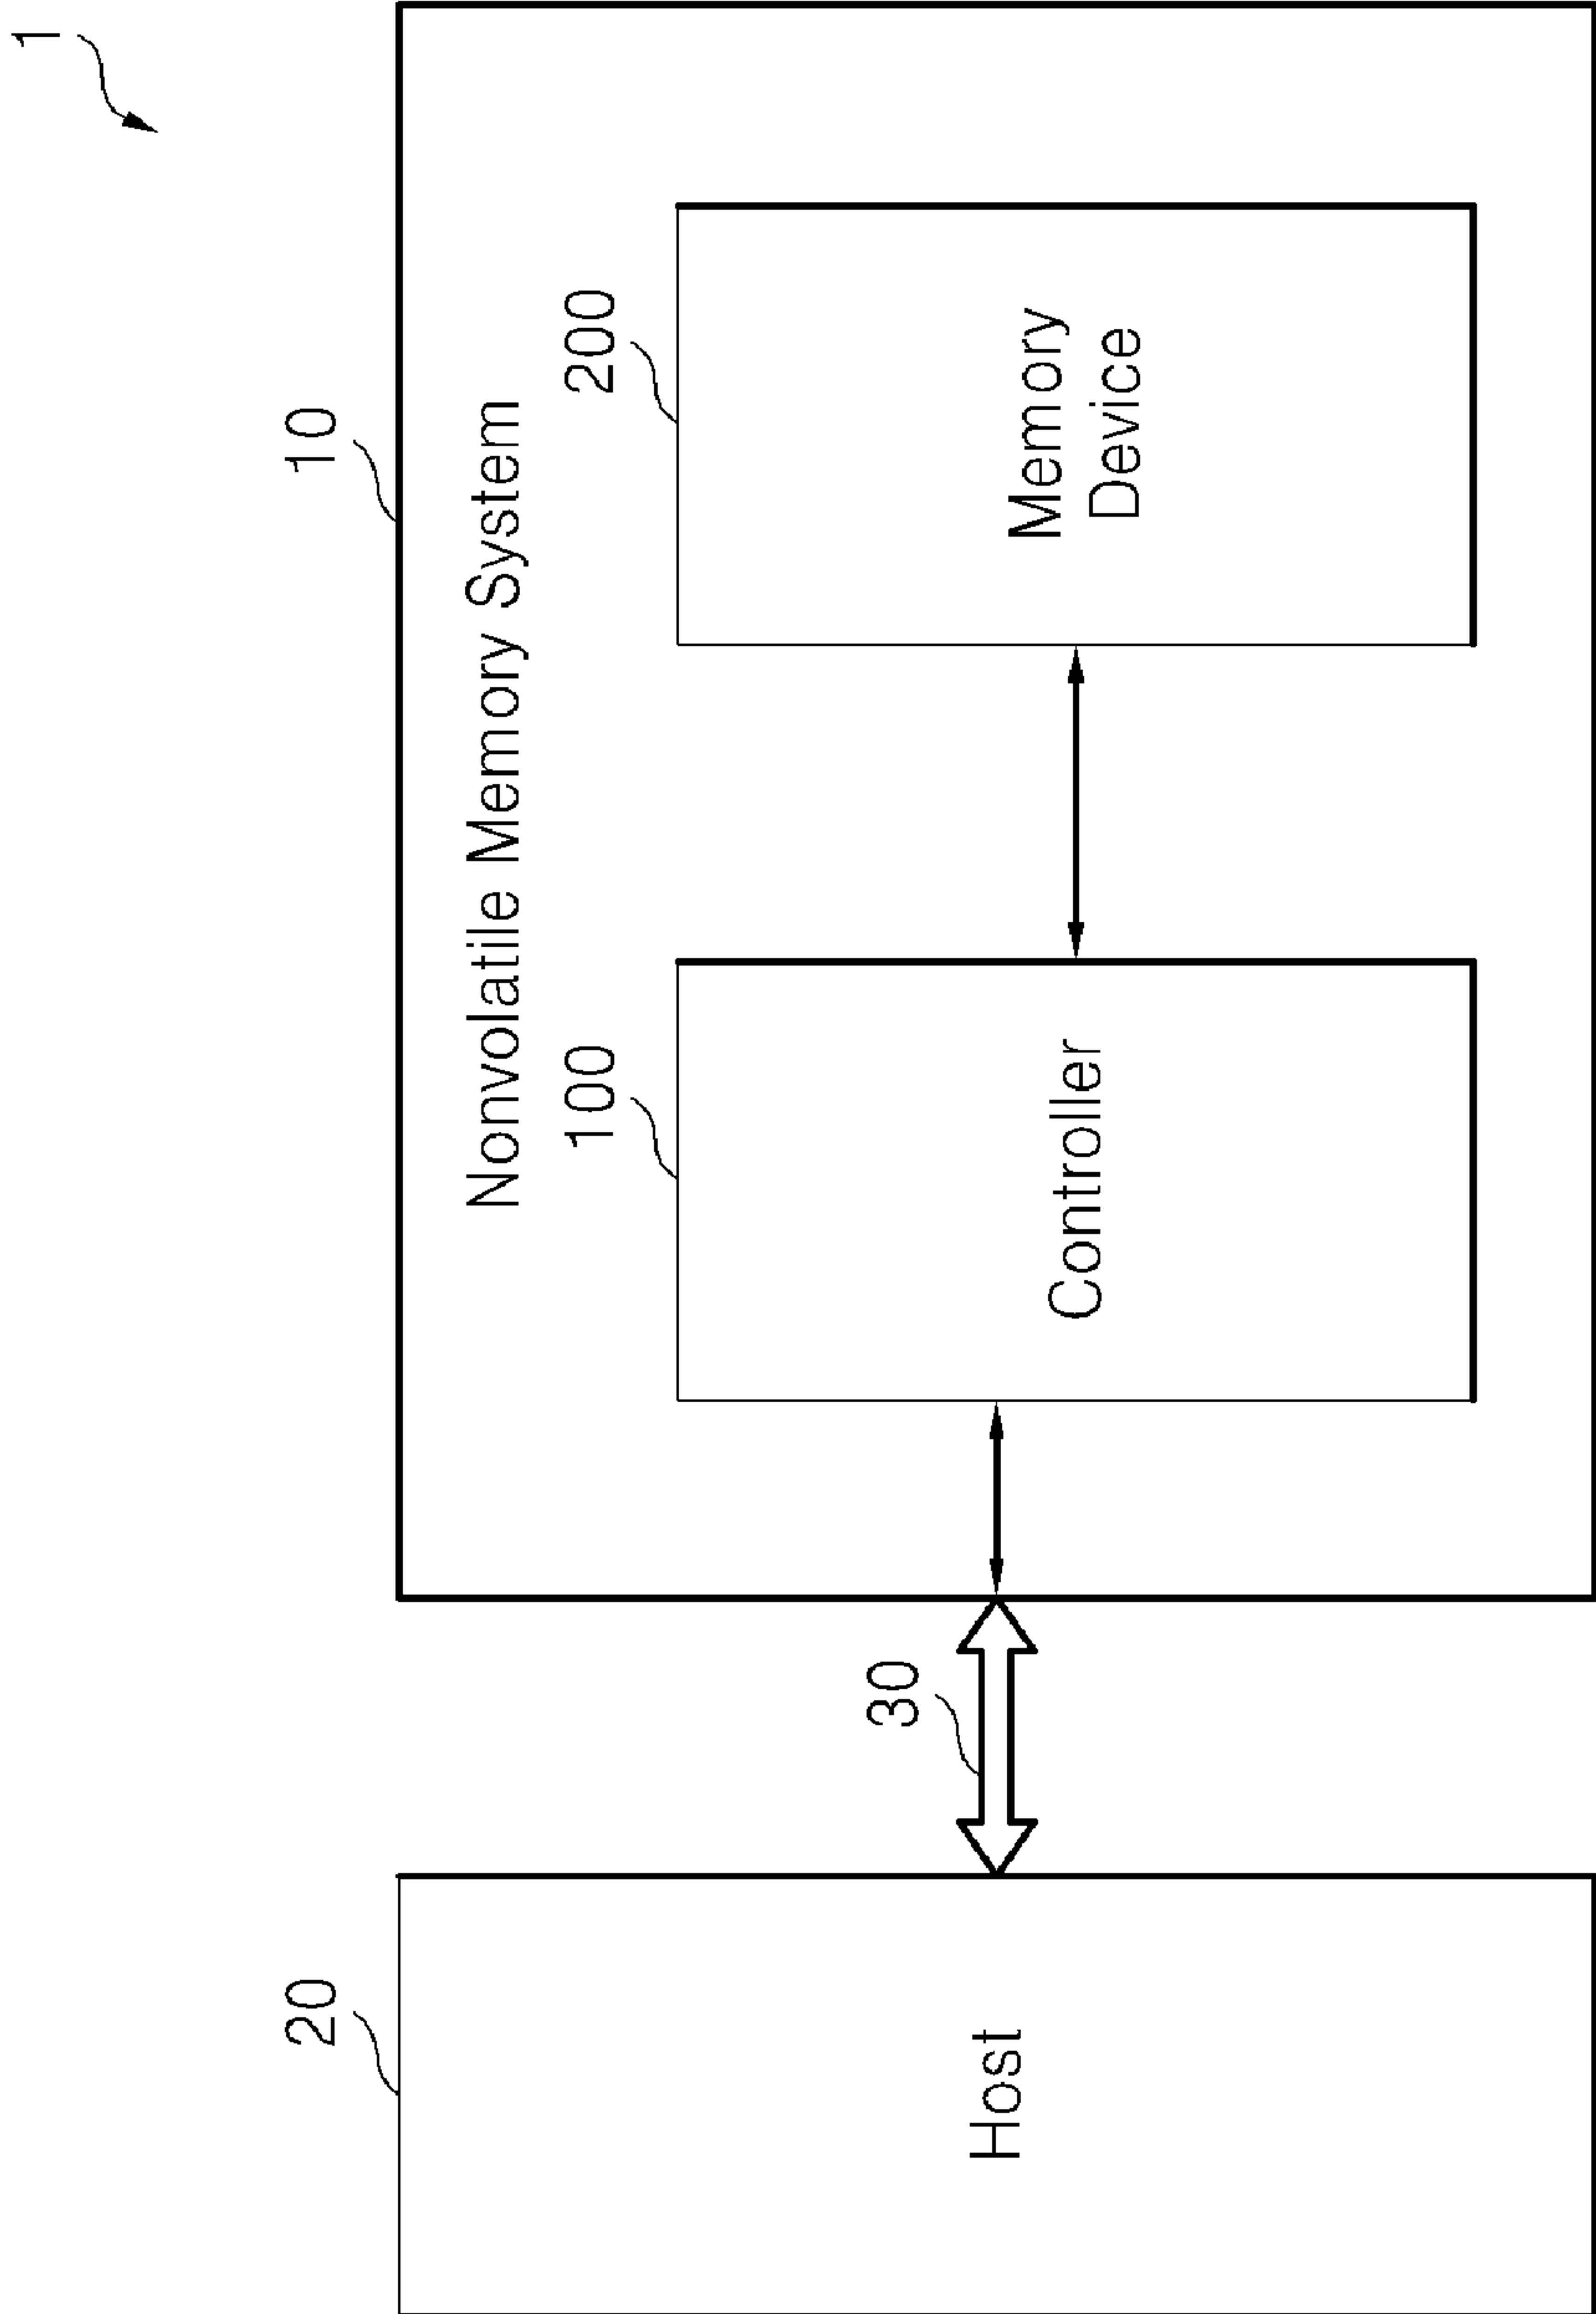 1
20
10
Nonvolatile Memory System
30
100
200
Host
Controller
Memory
Device